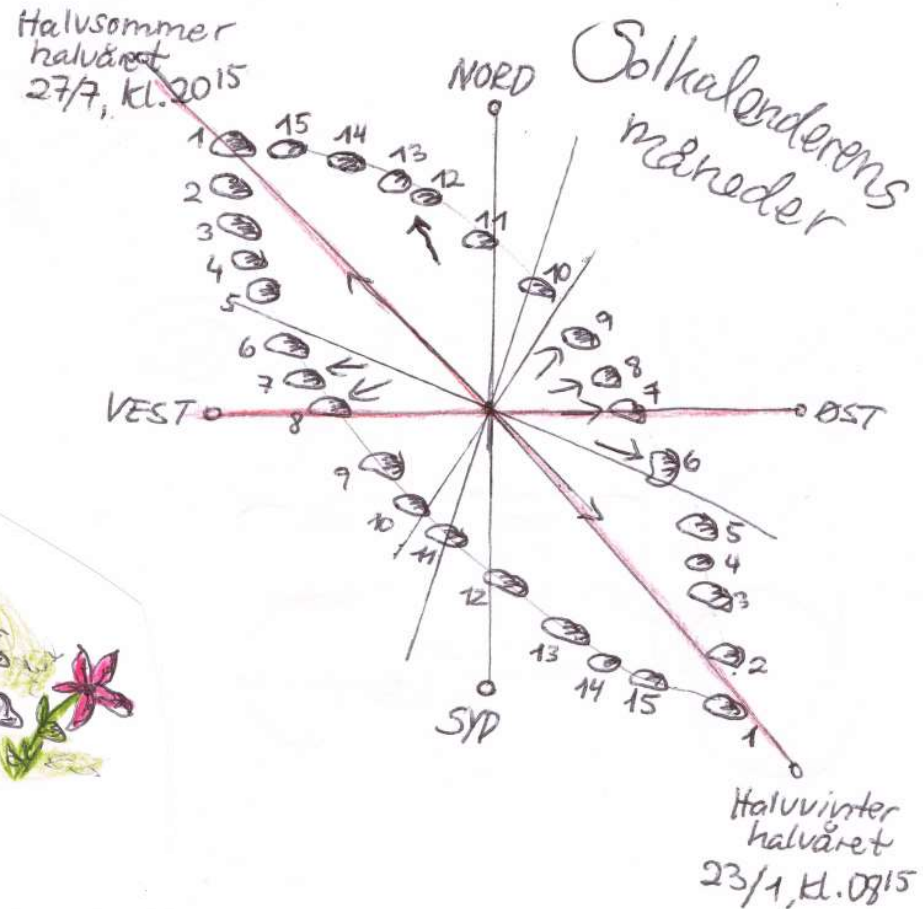 Halvsommer
halvåret
27/7, kl. 20¹⁵
Solkalenderens
måneder
NORD
1 15 14 13 12 11 10 9 8 7 6 5 4 3 2 1
2
3
4
5
6
7
8
9
10
11
12
13
14
15
VEST
ØST
SYD
Halvvinter
halvåret
23/1, kl. 08¹⁵